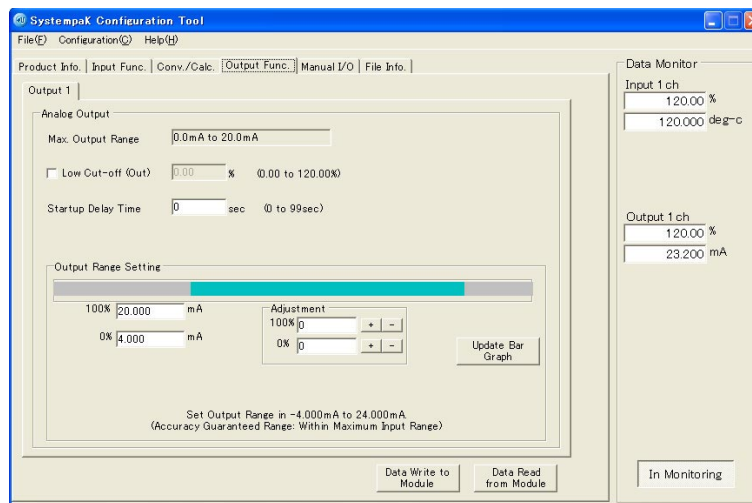 SystempaK Configuration Tool
File(F) Configuration(C) Help(H)
Product Info. Input Func. Conv./Calc. Output Func. Manual I/O File Info.
Output 1
Analog Output
Max. Output Range 0.0mA to 20.0mA
Low Cut-off (Out) 0.00 % (0.00 to 120.00%)
Startup Delay Time 0 sec (0 to 99sec)
Output Range Setting
100% 20.000 mA
0% 4.000 mA
Adjustment
100% 0 + -
0% 0 + -
Update Bar
Graph
Set Output Range in -4.000mA to 24.000mA.
(Accuracy Guaranteed Range: Within Maximum Input Range)
Data Write to
Module
Data Read
from Module
Data Monitor
Input 1 ch
120.00 %
120.000 deg-c
Output 1 ch
120.00 %
23.200 mA
In Monitoring